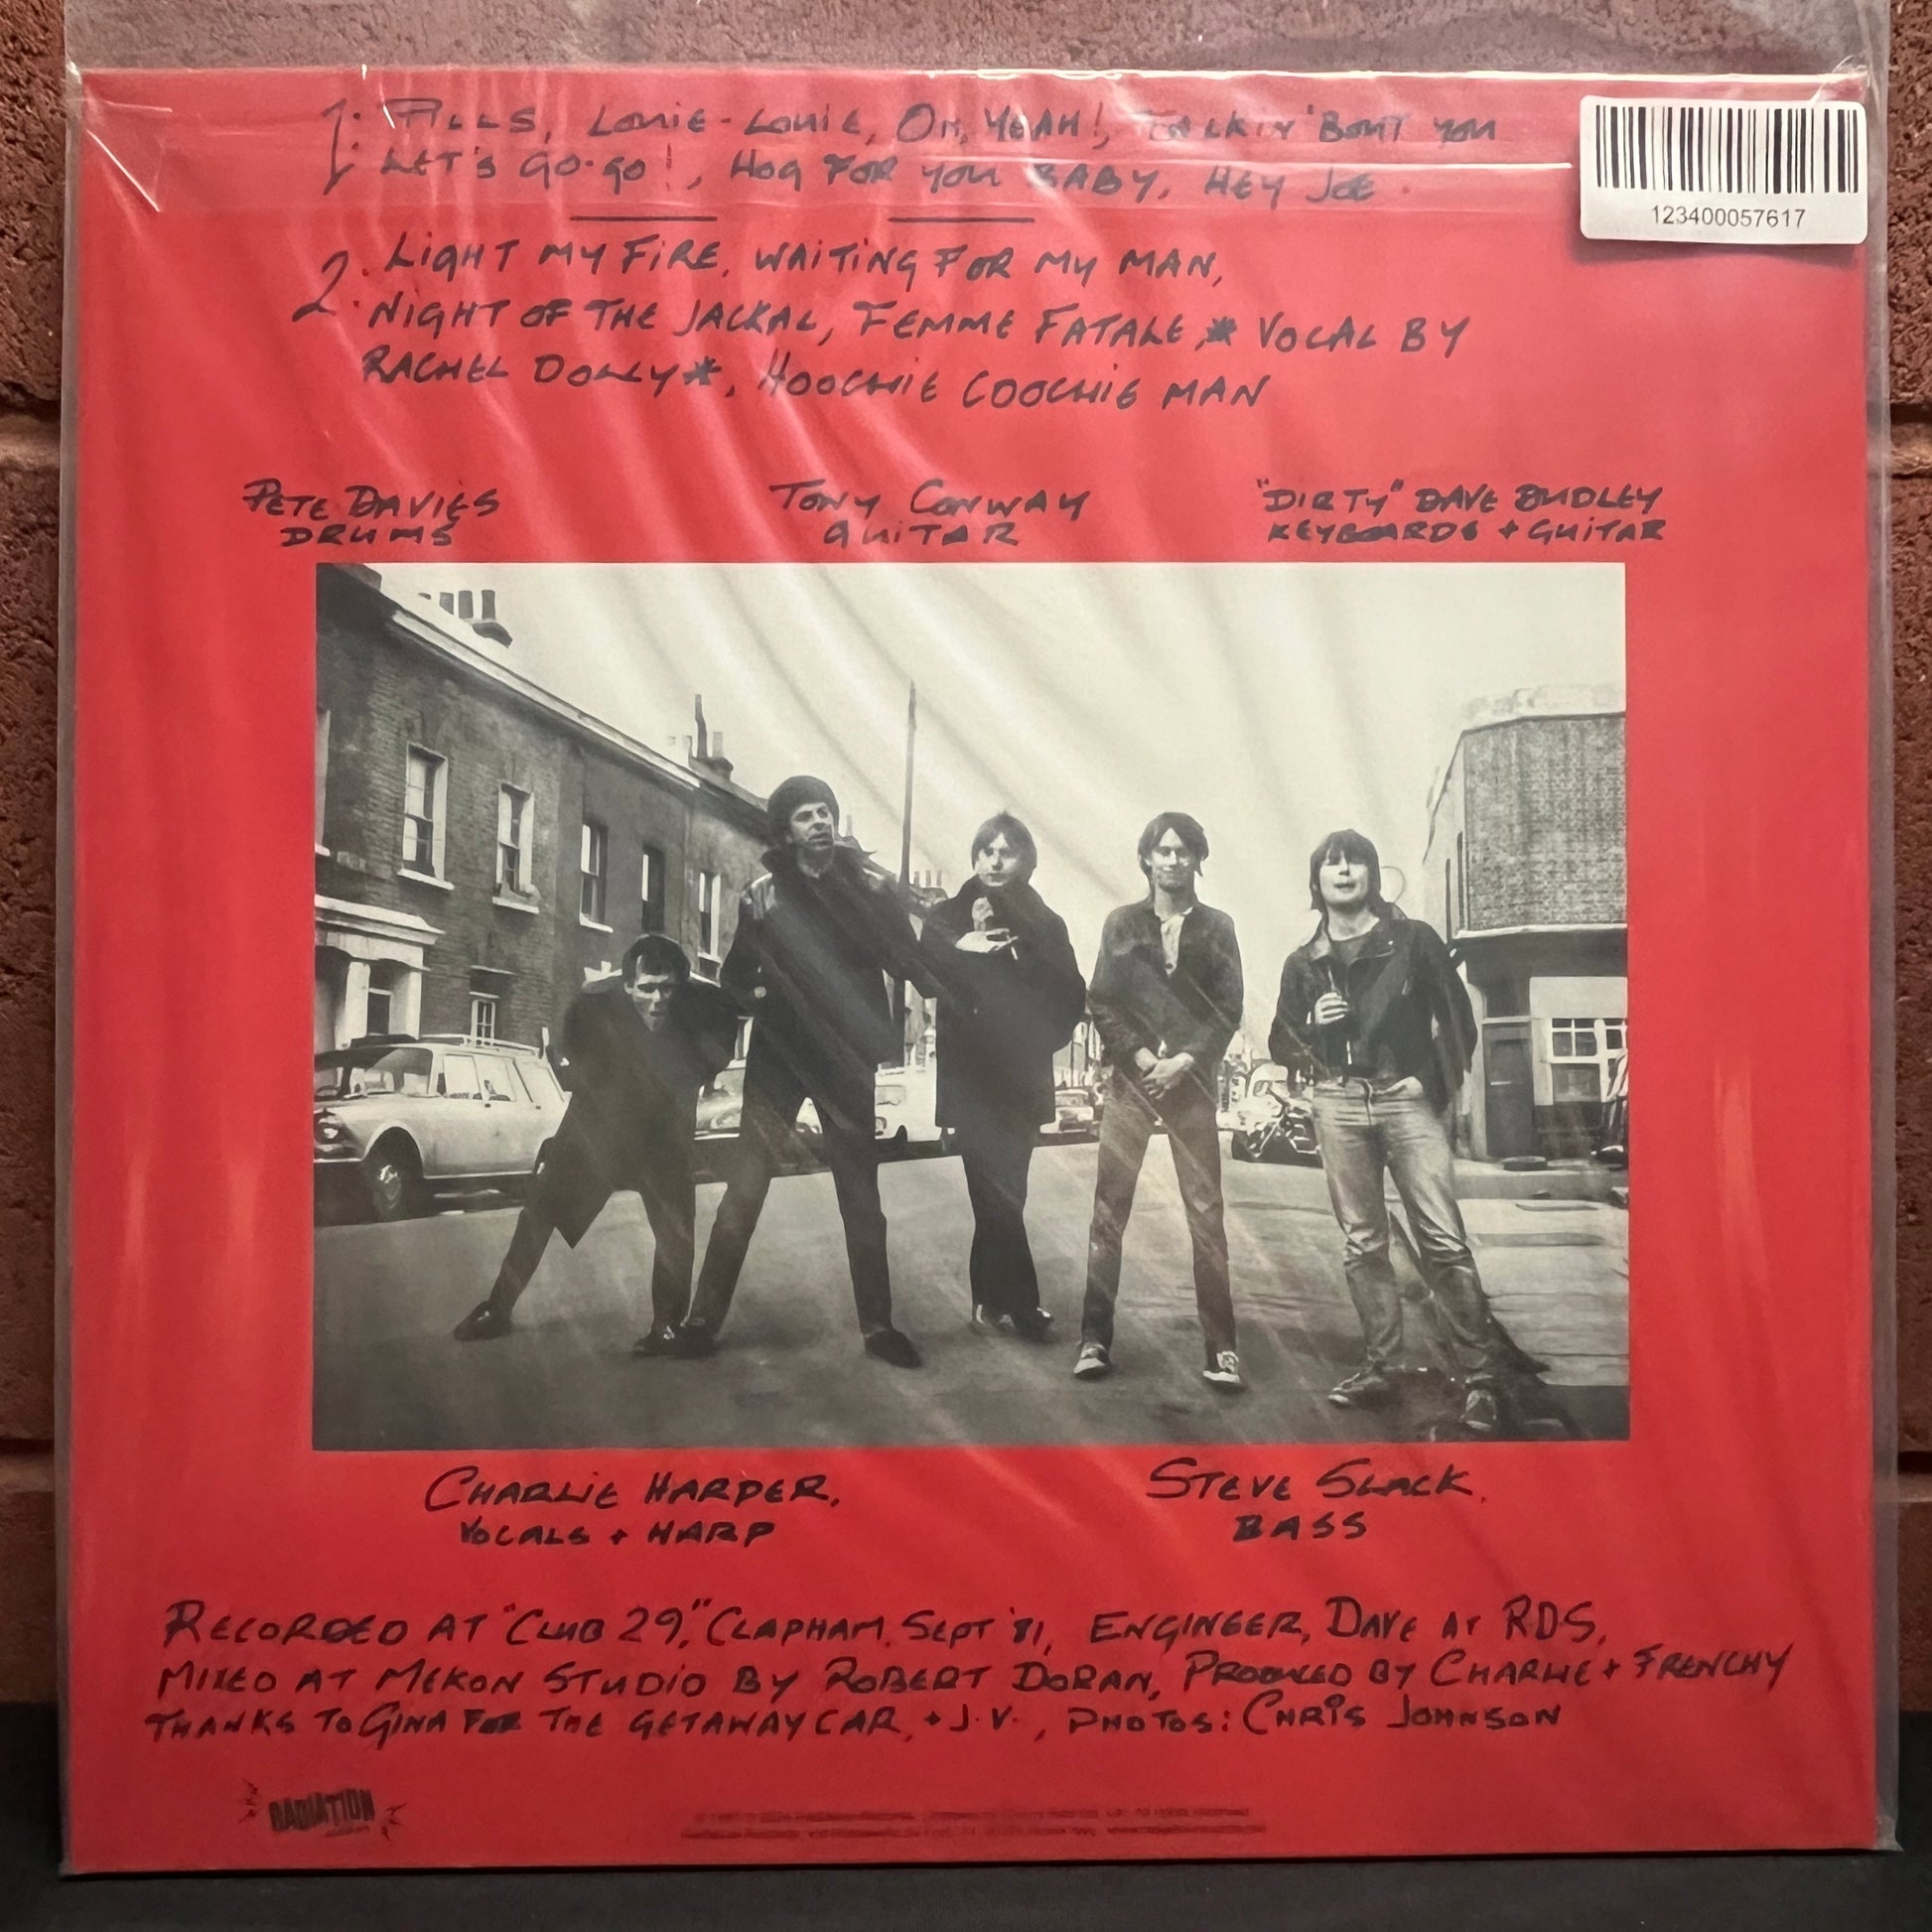 1: PILLS, LOUIE-LOUIE, OH, YEAH!, TALKIN' 'BOUT YOU
LET'S GO-GO!, HOG FOR YOU BABY, HEY JOE.
2. LIGHT MY FIRE, WAITING FOR MY MAN,
NIGHT OF THE JACKAL, FEMME FATALE,* VOCAL BY
RACHEL DOLLY*, HOOCHIE COOCHIE MAN
123400057617
PETE DAVIES
DRUMS
TONY CONWAY
GUITAR
"DIRTY" DAVE DUDLEY
KEYBOARDS + GUITAR
CHARLIE HARPER,
VOCALS + HARP
STEVE SLACK.
BASS
RECORDED AT "CLUB 29," CLAPHAM, SEPT '81, ENGINEER, DAVE AT RDS,
MIXED AT MEKON STUDIO BY ROBERT DORAN, PRODUCED BY CHARLIE + FRENCHY
THANKS TO GINA FOR THE GETAWAY CAR, + J.V., PHOTOS: CHRIS JOHNSON
RADIATION